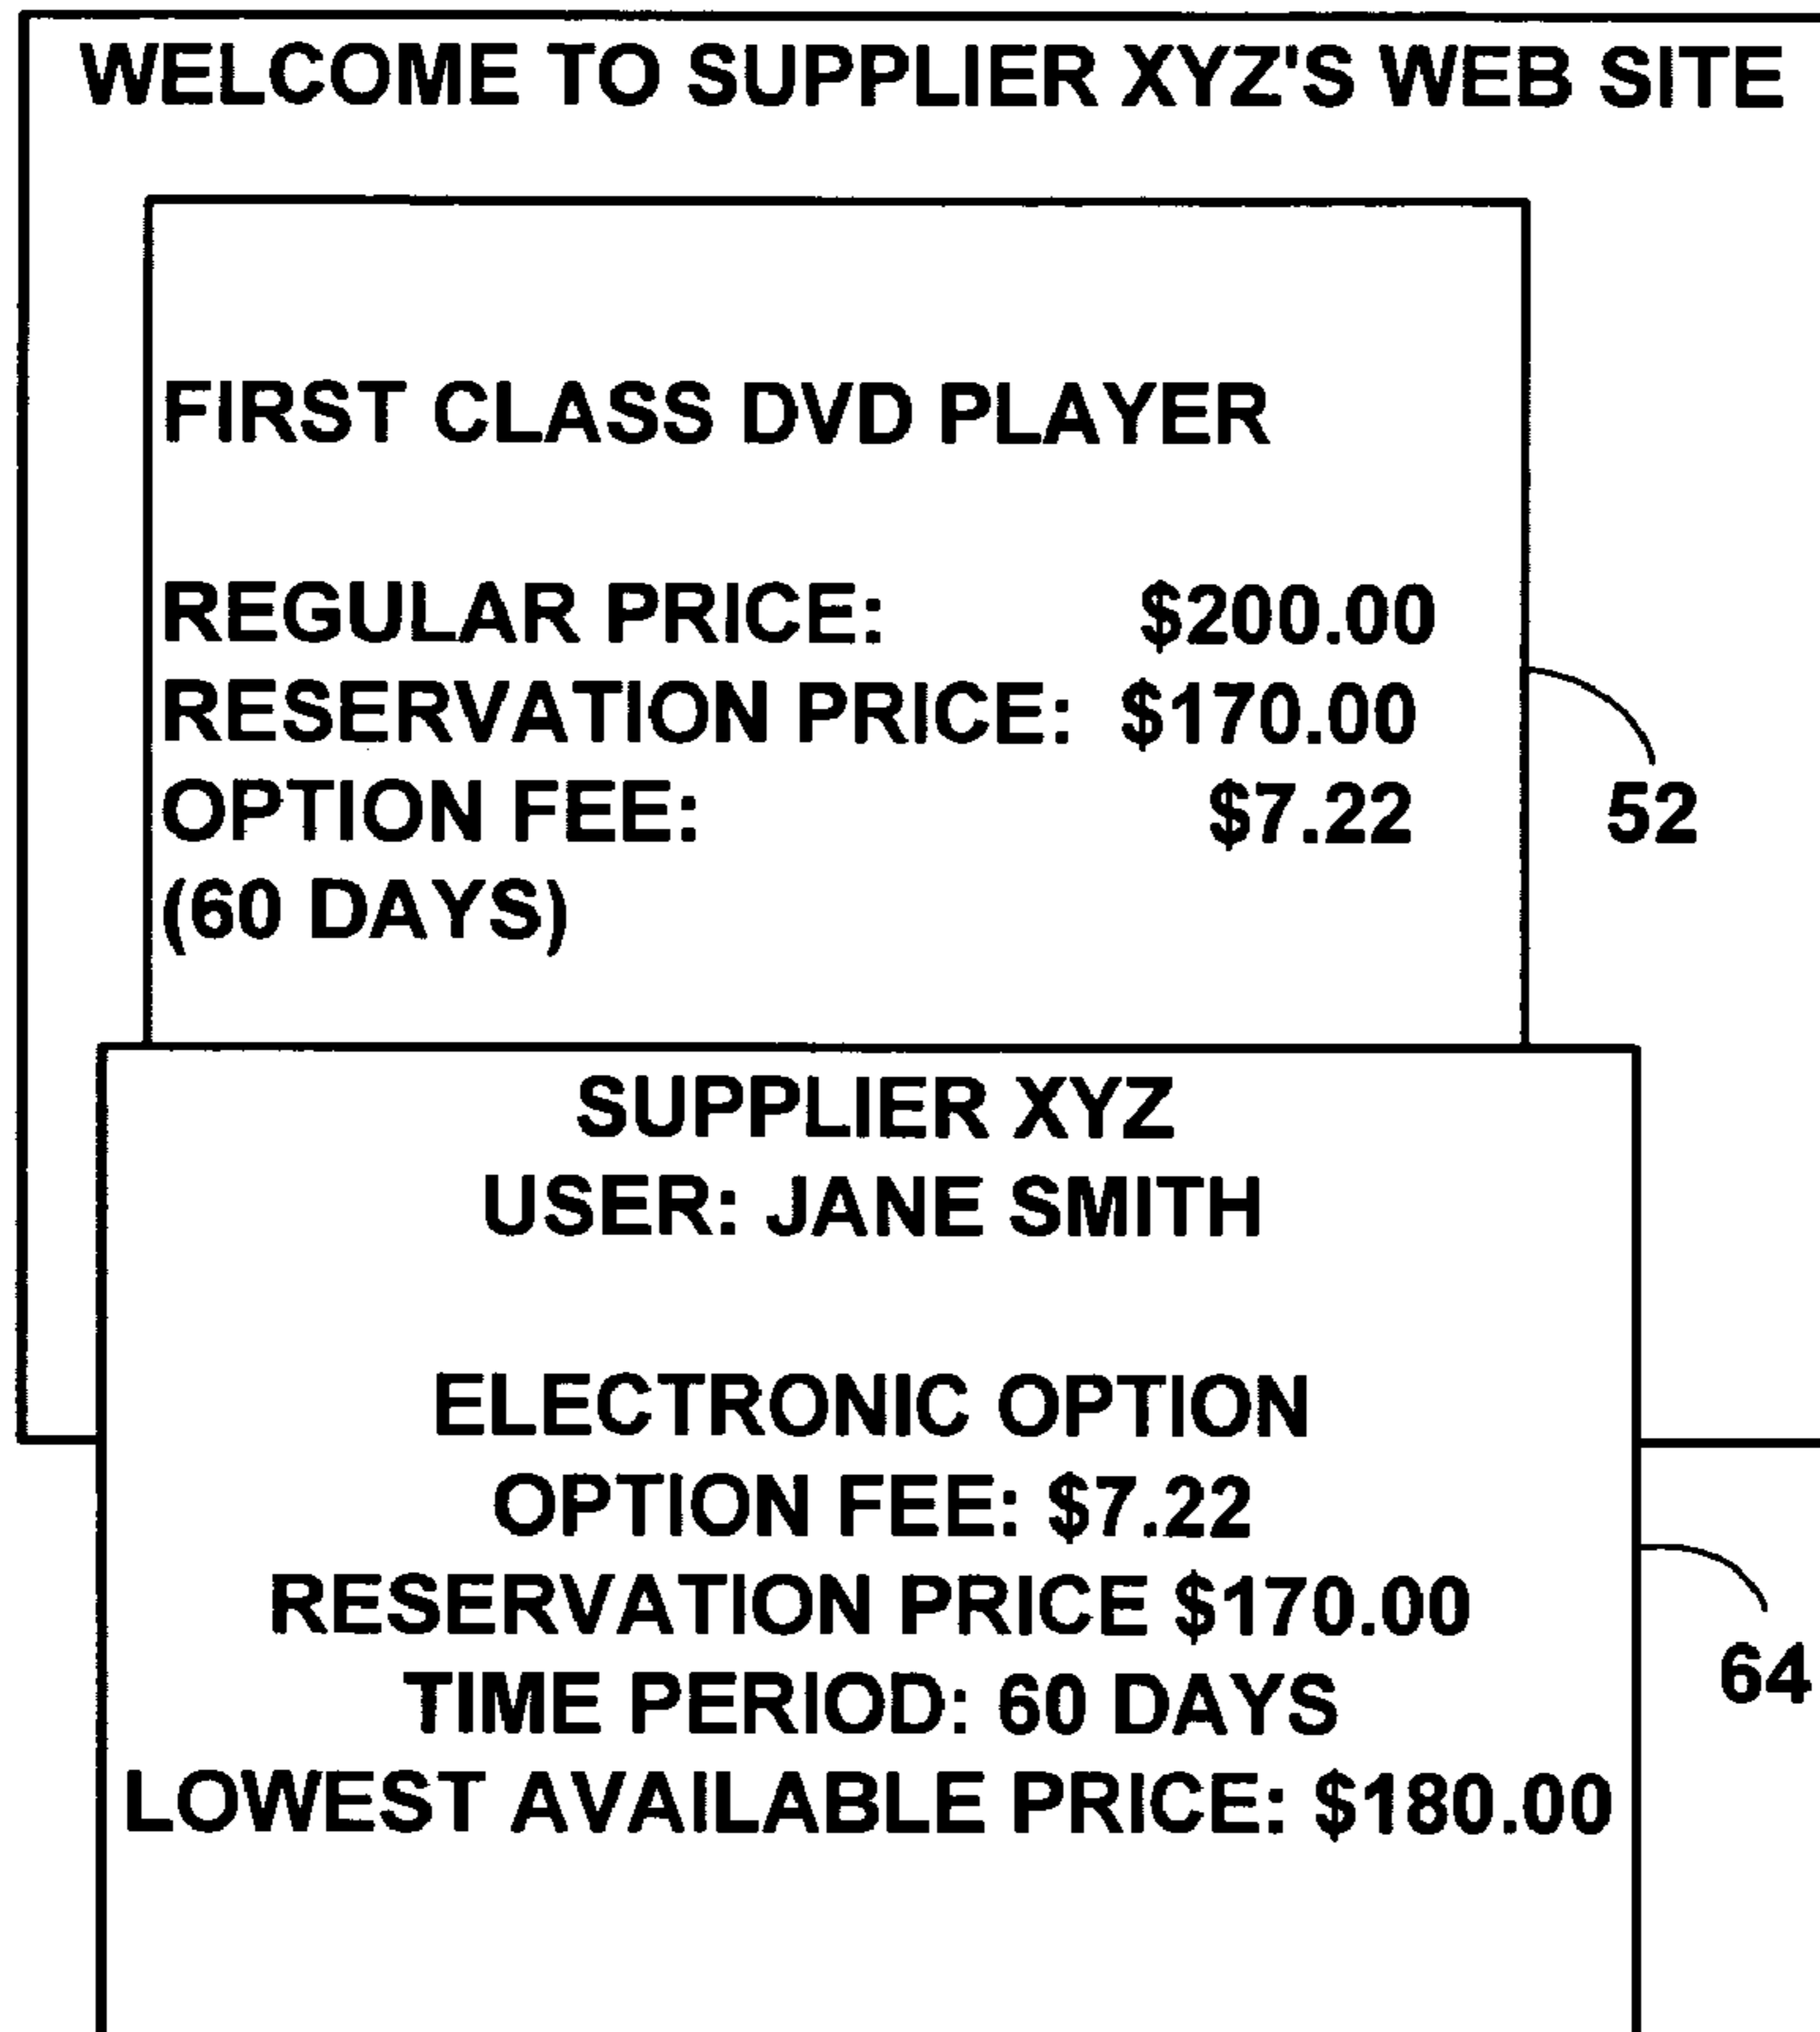 WELCOME TO SUPPLIER XYZ'S WEB SITE
FIRST CLASS DVD PLAYER
REGULAR PRICE: $200.00
RESERVATION PRICE: $170.00
OPTION FEE: $7.22
52
(60 DAYS)
SUPPLIER XYZ
USER: JANE SMITH
ELECTRONIC OPTION
OPTION FEE: $7.22
RESERVATION PRICE $170.00
64
TIME PERIOD: 60 DAYS
LOWEST AVAILABLE PRICE: $180.00